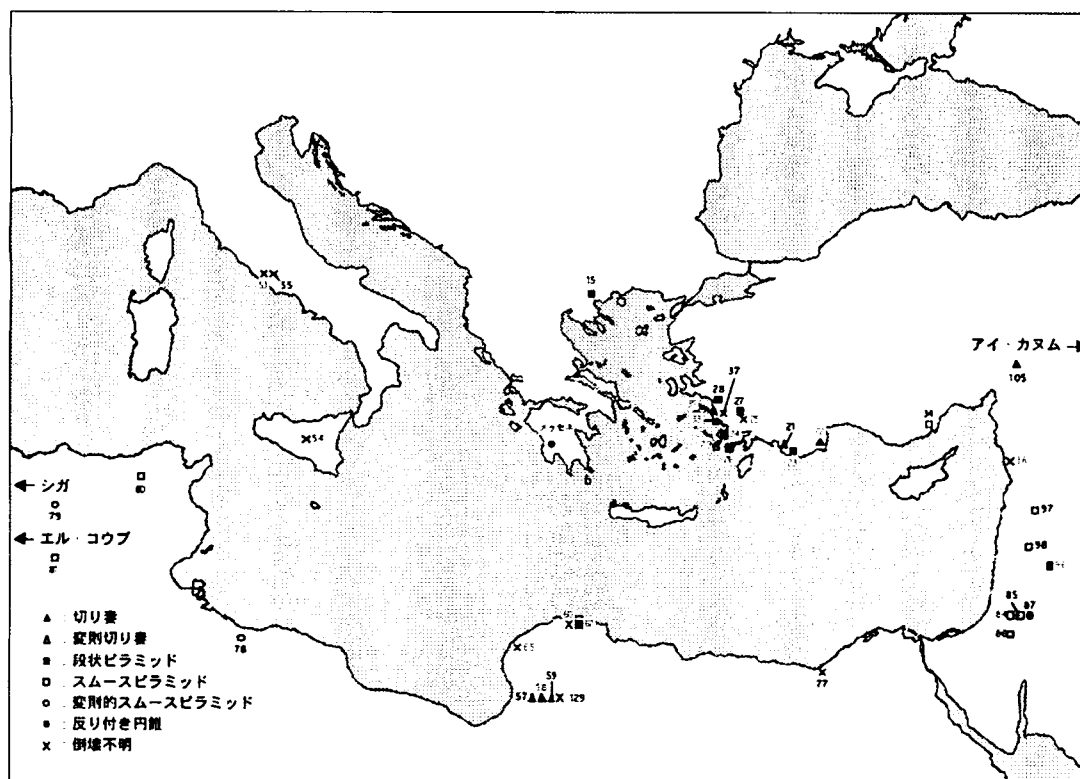 15
55
アイ・カヌム →
105
37
28
27
34
21
メッセネ
54
← シガ
79
← エル・コウブ
97
98
85
87
78
65
77
59
57
129
▲ 切り妻
▲ 変則切り妻
■ 段状ピラミッド
□ スムースピラミッド
○ 変則的スムースピラミッド
● 反り付き円錐
× 倒壊不明